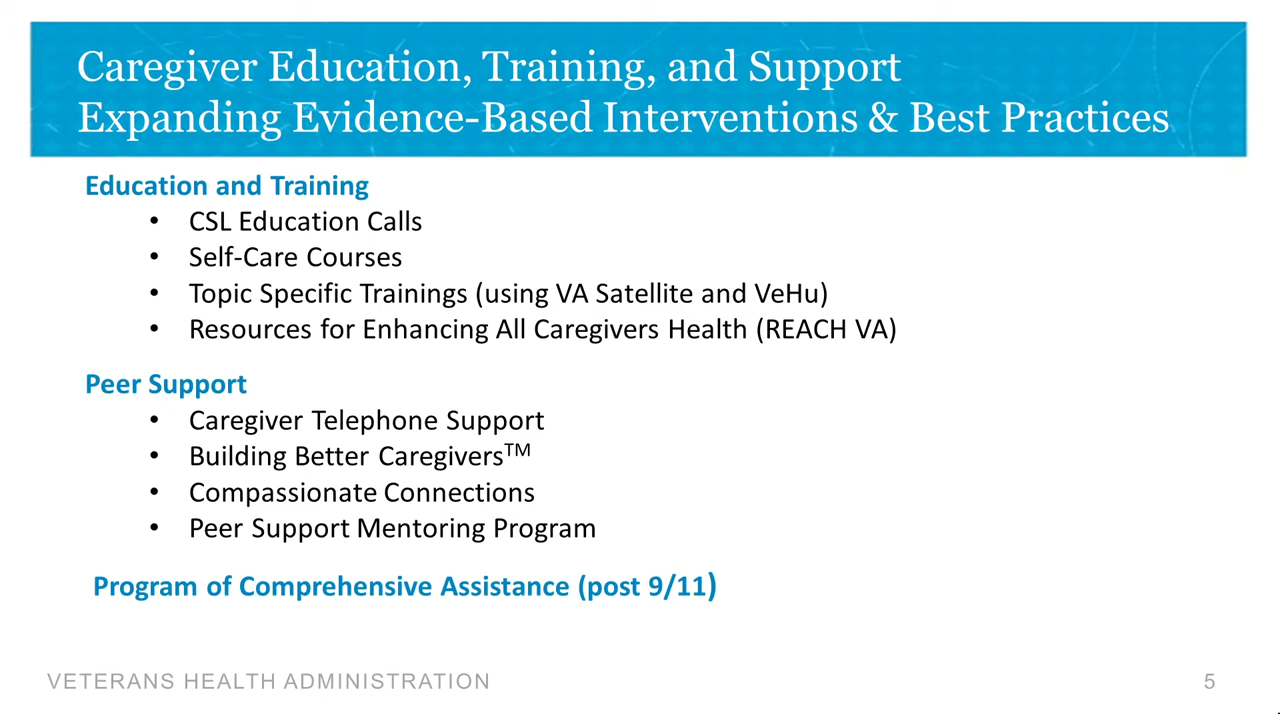 Caregiver Education, Training, and Support
Expanding Evidence-Based Interventions & Best Practices
Education and Training
• CSL Education Calls
• Self-Care Courses
• Topic Specific Trainings (using VA Satellite and VeHu)
• Resources for Enhancing All Caregivers Health (REACH VA)
Peer Support
• Caregiver Telephone Support
• Building Better Caregivers™
• Compassionate Connections
• Peer Support Mentoring Program
Program of Comprehensive Assistance (post 9/11)
VETERANS HEALTH ADMINISTRATION
5